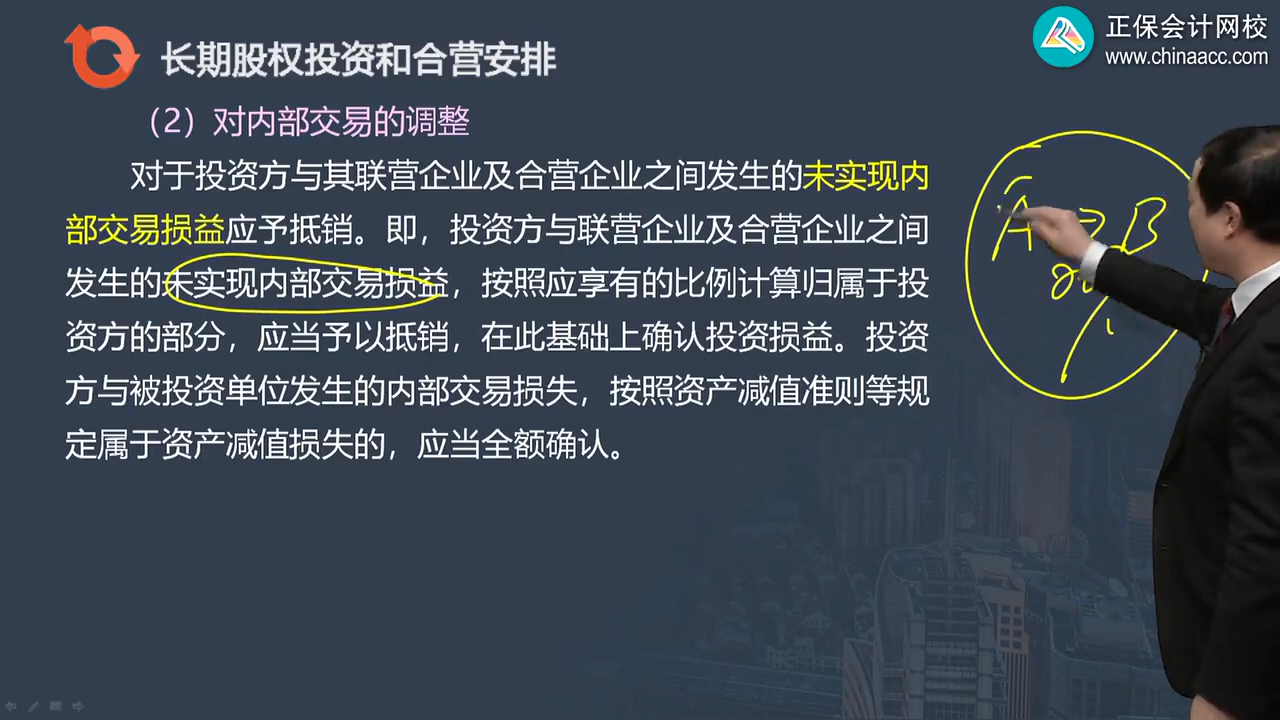 长期股权投资和合营安排
正保会计网校
www.chinaacc.com
（2）对内部交易的调整
对于投资方与其联营企业及合营企业之间发生的未实现内
部交易损益应予抵销。即，投资方与联营企业及合营企业之间
发生的未实现内部交易损益，按照应享有的比例计算归属于投
资方的部分，应当予以抵销，在此基础上确认投资损益。投资
方与被投资单位发生的内部交易损失，按照资产减值准则等规
定属于资产减值损失的，应当全额确认。
A
B